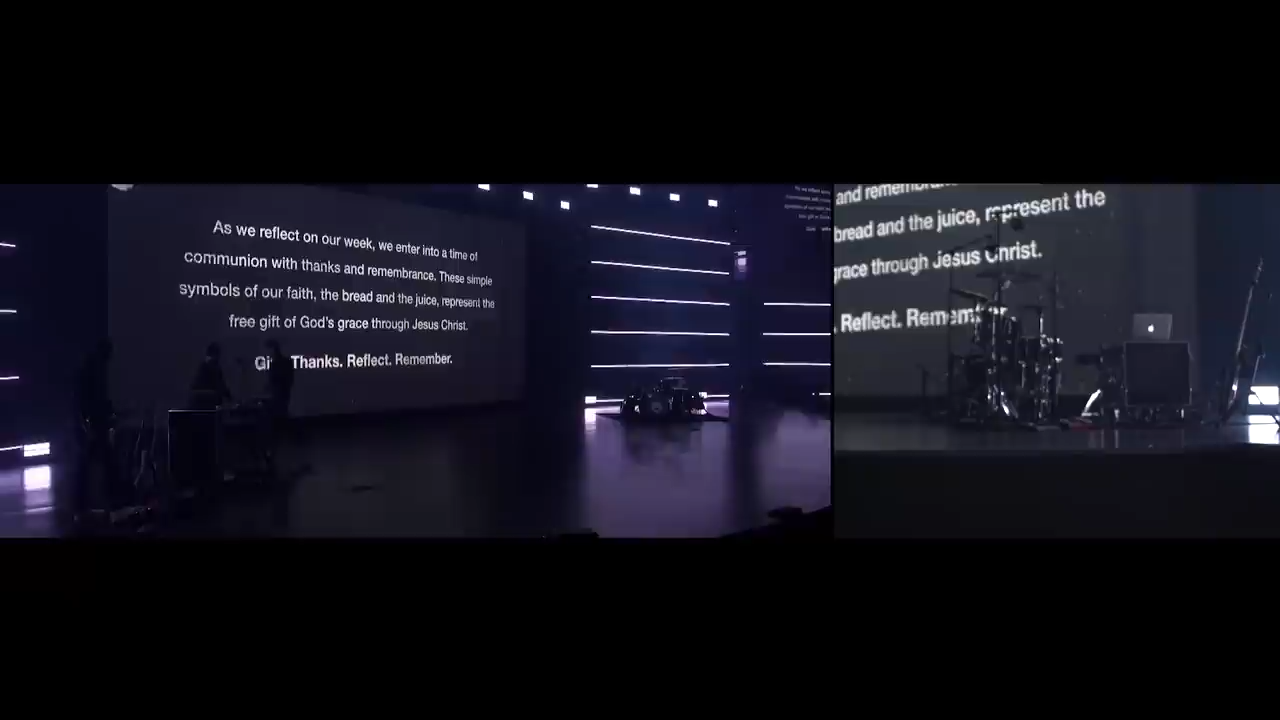 As we reflect on our week, we enter into a time of
communion with thanks and remembrance. These simple
symbols of our faith, the bread and the juice, represent the
free gift of God's grace through Jesus Christ.
Thanks. Reflect. Remember.
and
bread and the juice, represent the
grace through Jesus Christ.
. Reflect.